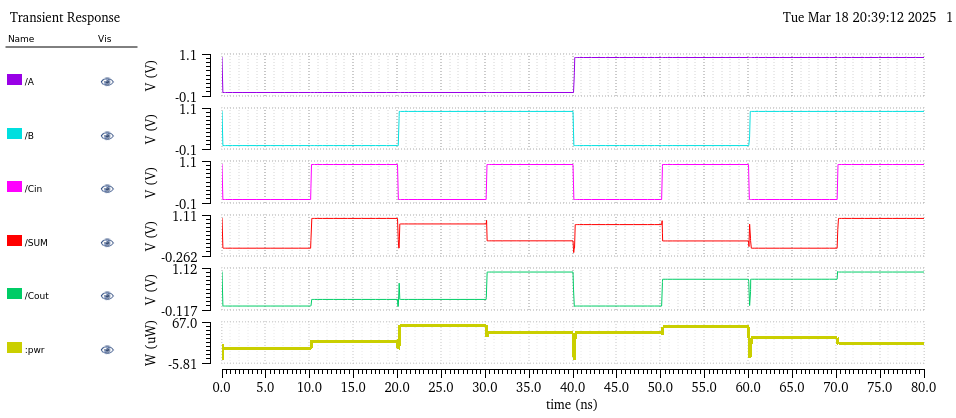 Transient Response
Tue Mar 18 20:39:12 2025 1
Name Vis
/A
V (V)
1.1
-0.1
/B
V (V)
1.1
-0.1
/Cin
V (V)
1.1
-0.1
/SUM
V (V)
1.11
-0.262
/Cout
V (V)
1.12
-0.117
:pwr
W (uW)
67.0
-5.81
0.0 5.0 10.0 15.0 20.0 25.0 30.0 35.0 40.0 45.0 50.0 55.0 60.0 65.0 70.0 75.0 80.0
time (ns)